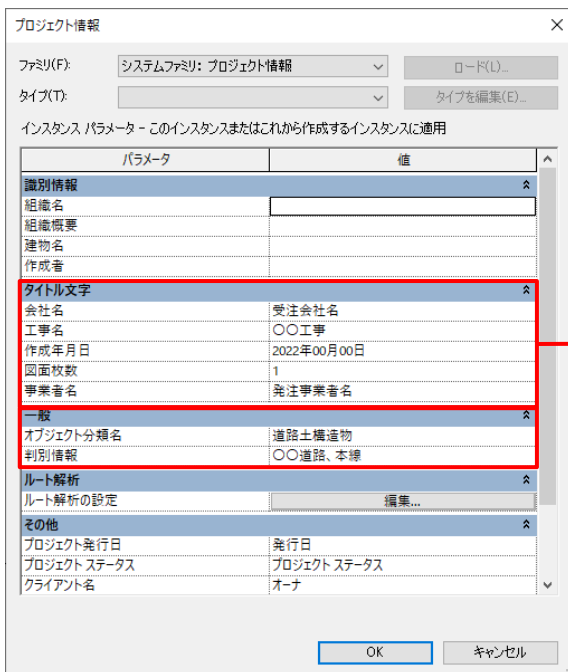 プロジェクト情報
ファミリ(F): システムファミリ: プロジェクト情報 ロード(L)...
タイプ(T): タイプを編集(E)...
インスタンス パラメータ - このインスタンスまたはこれから作成するインスタンスに適用
パラメータ 値
識別情報
組織名
組織概要
建物名
作成者
タイトル文字
会社名 受注会社名
工事名 〇〇工事
作成年月日 2022年00月00日
図面枚数 1
事業者名 発注事業者名
一般
オブジェクト分類名 道路土構造物
判別情報 〇〇道路、本線
ルート解析
ルート解析の設定 編集...
その他
プロジェクト発行日 発行日
プロジェクト ステータス プロジェクト ステータス
クライアント名 オーナ
OK キャンセル